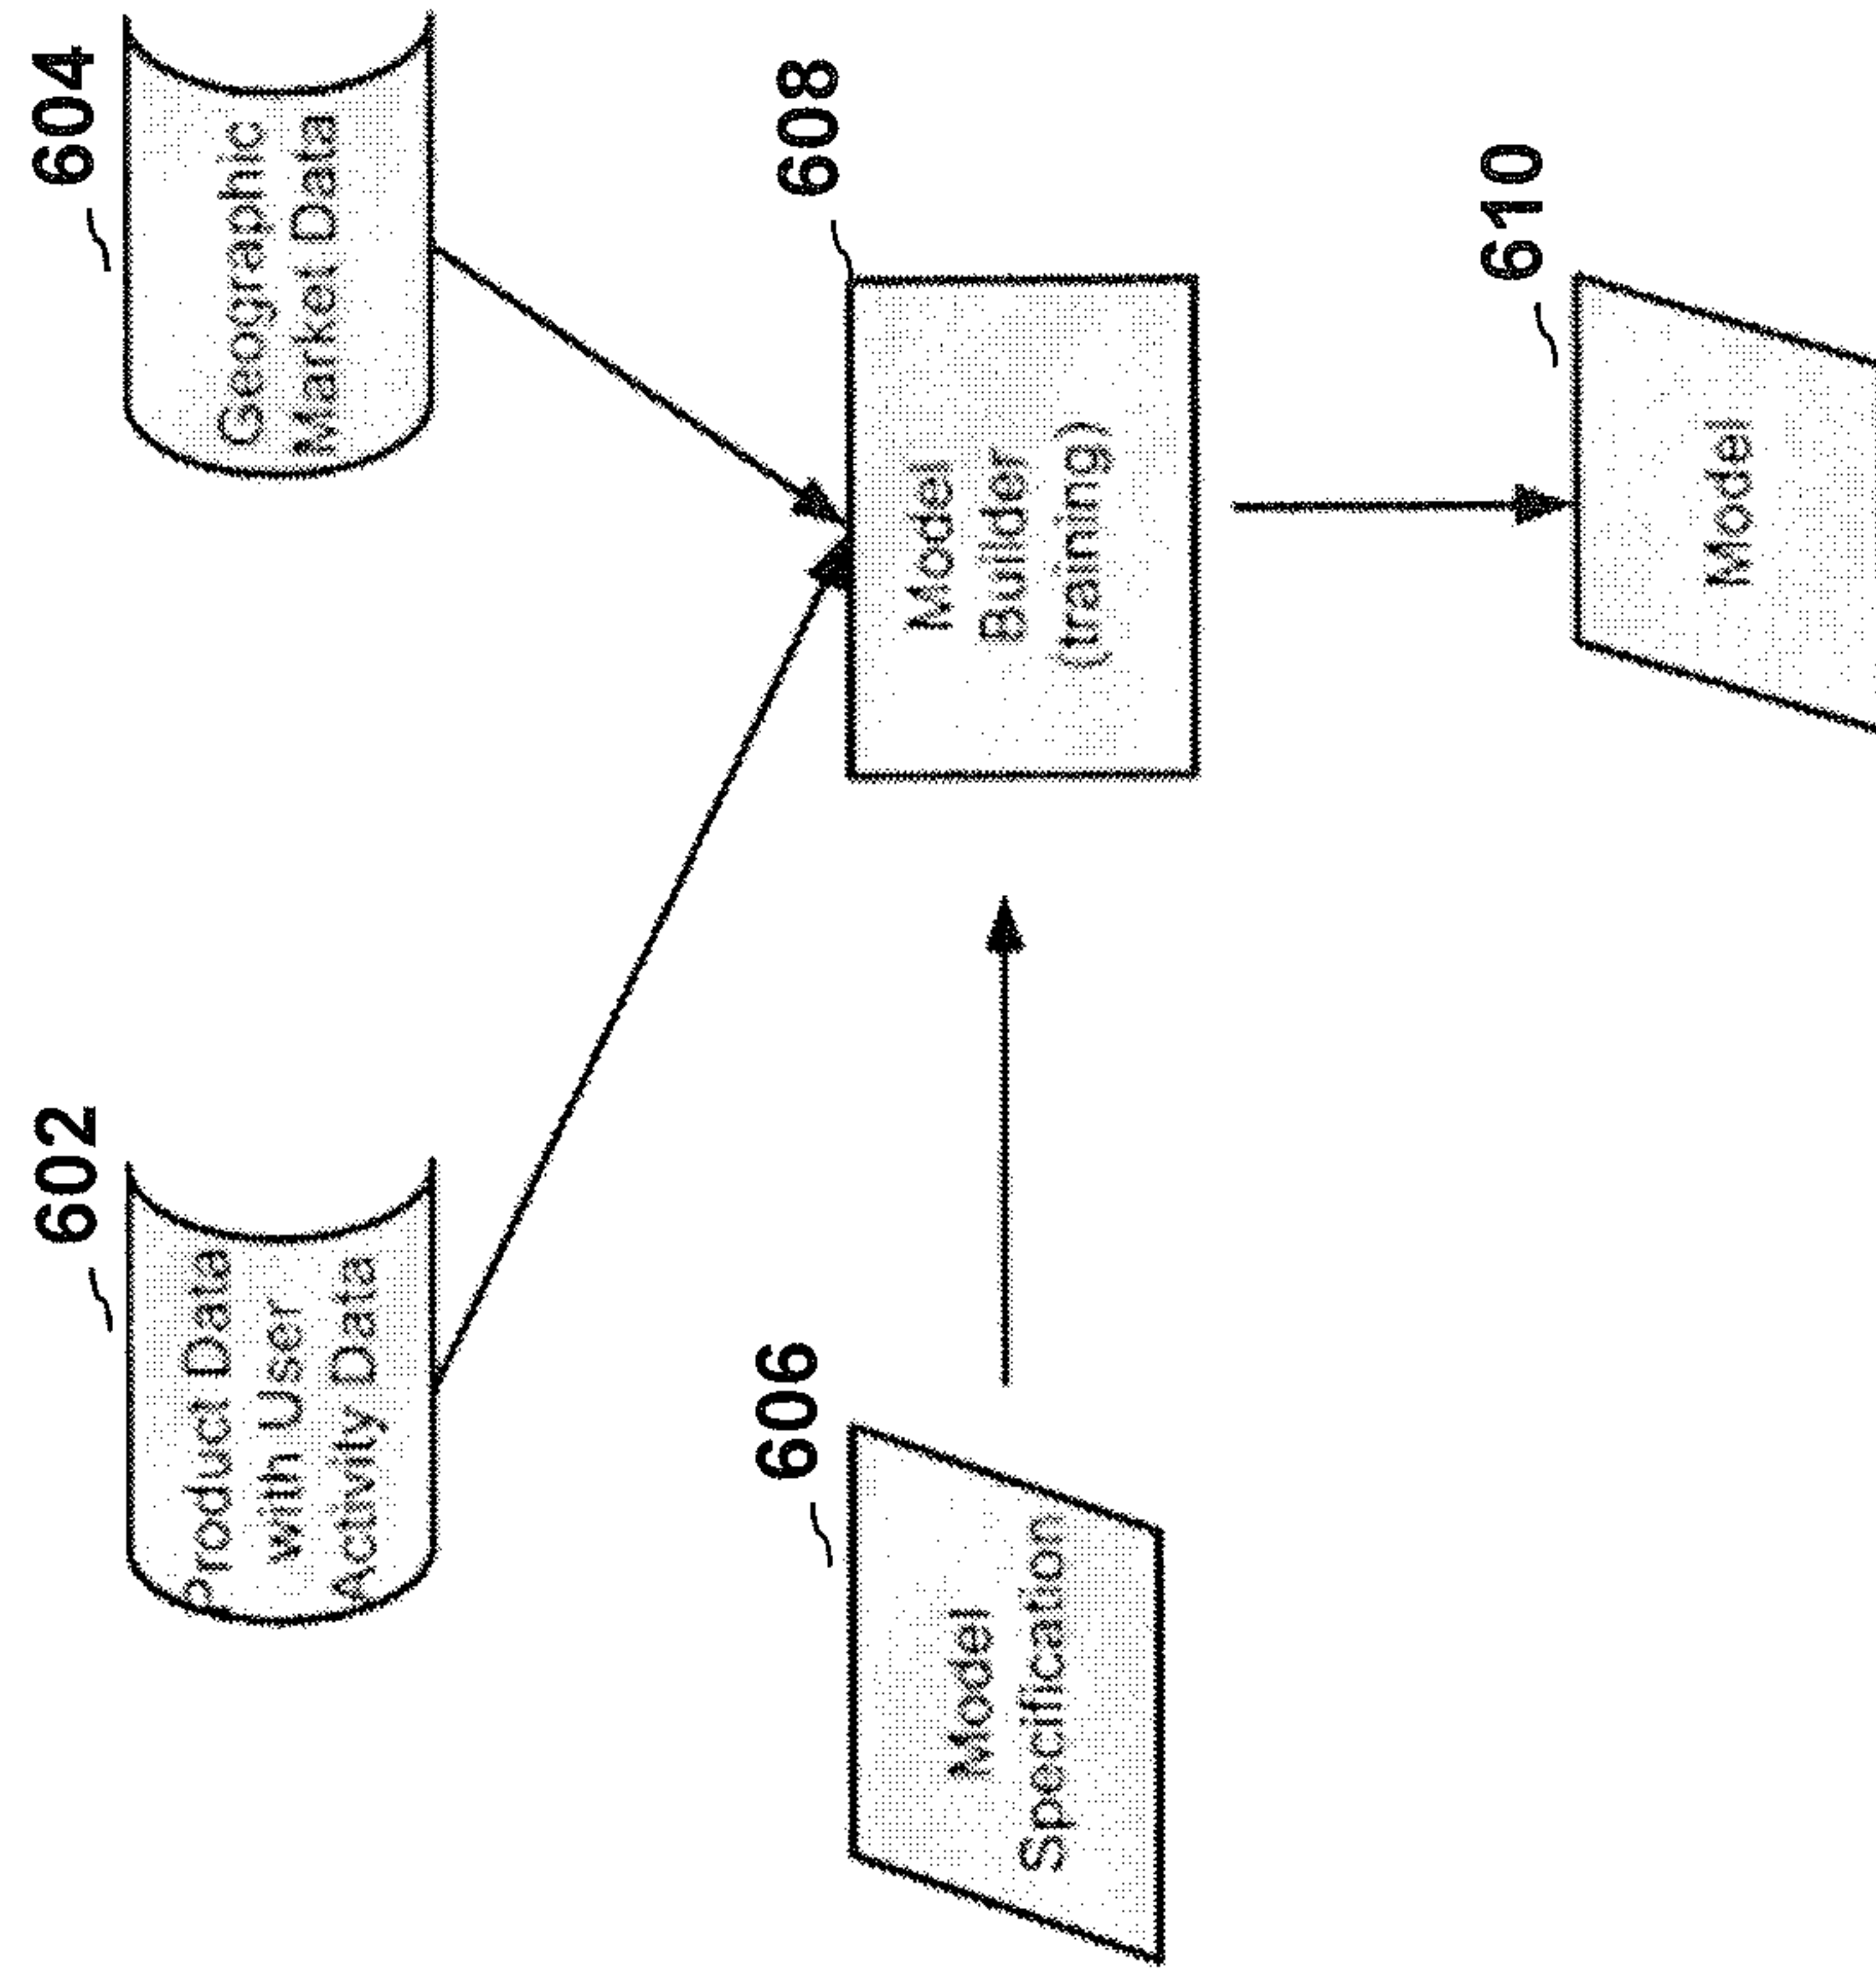 602
Product Data
with User
Activity Data
604
Geographic
Market Data
606
Model
Specification
608
Model
Builder
(training)
610
Model